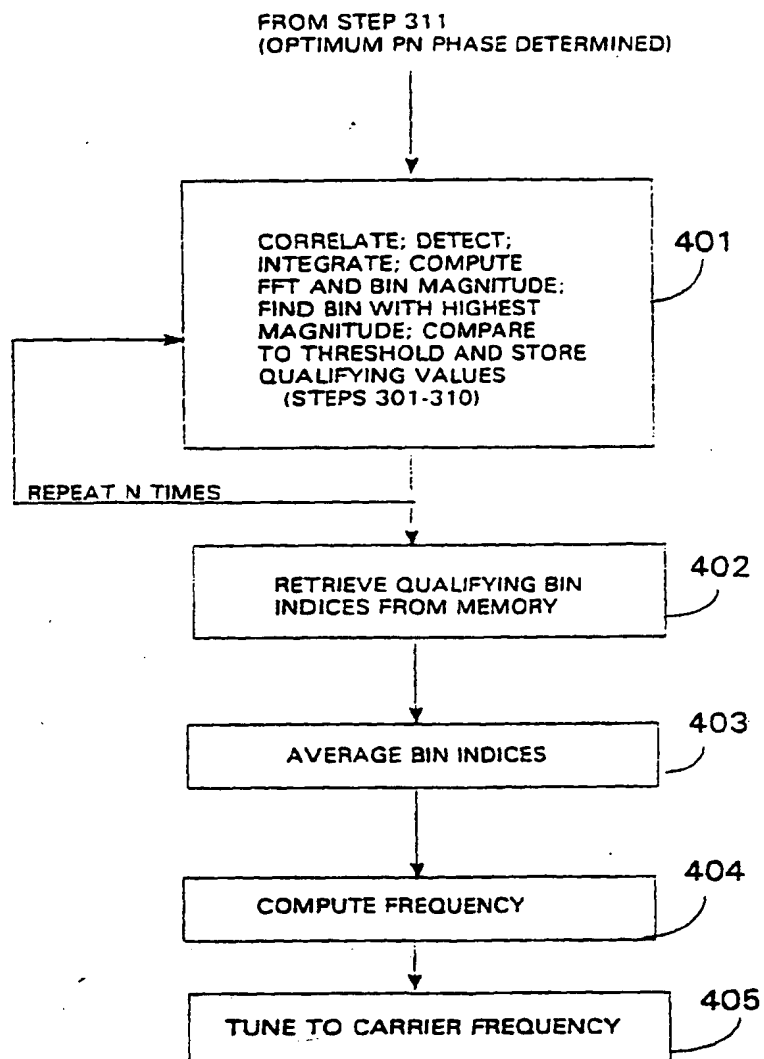 FROM STEP 311
(OPTIMUM PN PHASE DETERMINED)
CORRELATE; DETECT;
INTEGRATE; COMPUTE
FFT AND BIN MAGNITUDE;
FIND BIN WITH HIGHEST
MAGNITUDE; COMPARE
TO THRESHOLD AND STORE
QUALIFYING VALUES
(STEPS 301-310)
401
REPEAT N TIMES
RETRIEVE QUALIFYING BIN
INDICES FROM MEMORY
402
AVERAGE BIN INDICES
403
COMPUTE FREQUENCY
404
TUNE TO CARRIER FREQUENCY
405